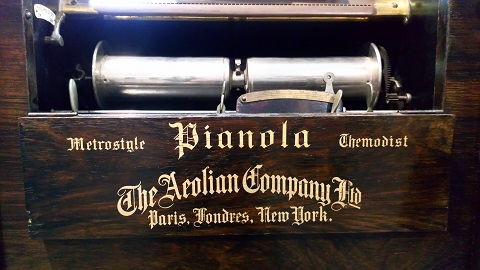 Metrostyle Pianola Themodist
The Aeolian Company Ltd
Paris, Londres, New York.